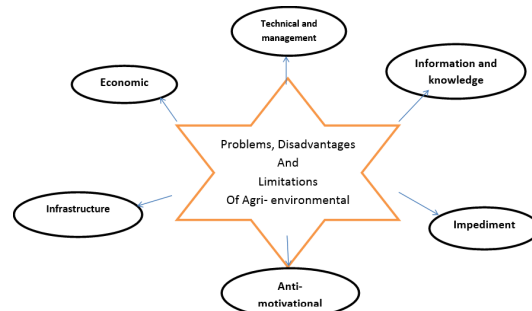 Technical and
management
Economic
Information and
knowledge
Problems, Disadvantages
And
Limitations
Of Agri- environmental
Infrastructure
Impediment
Anti-
motivational